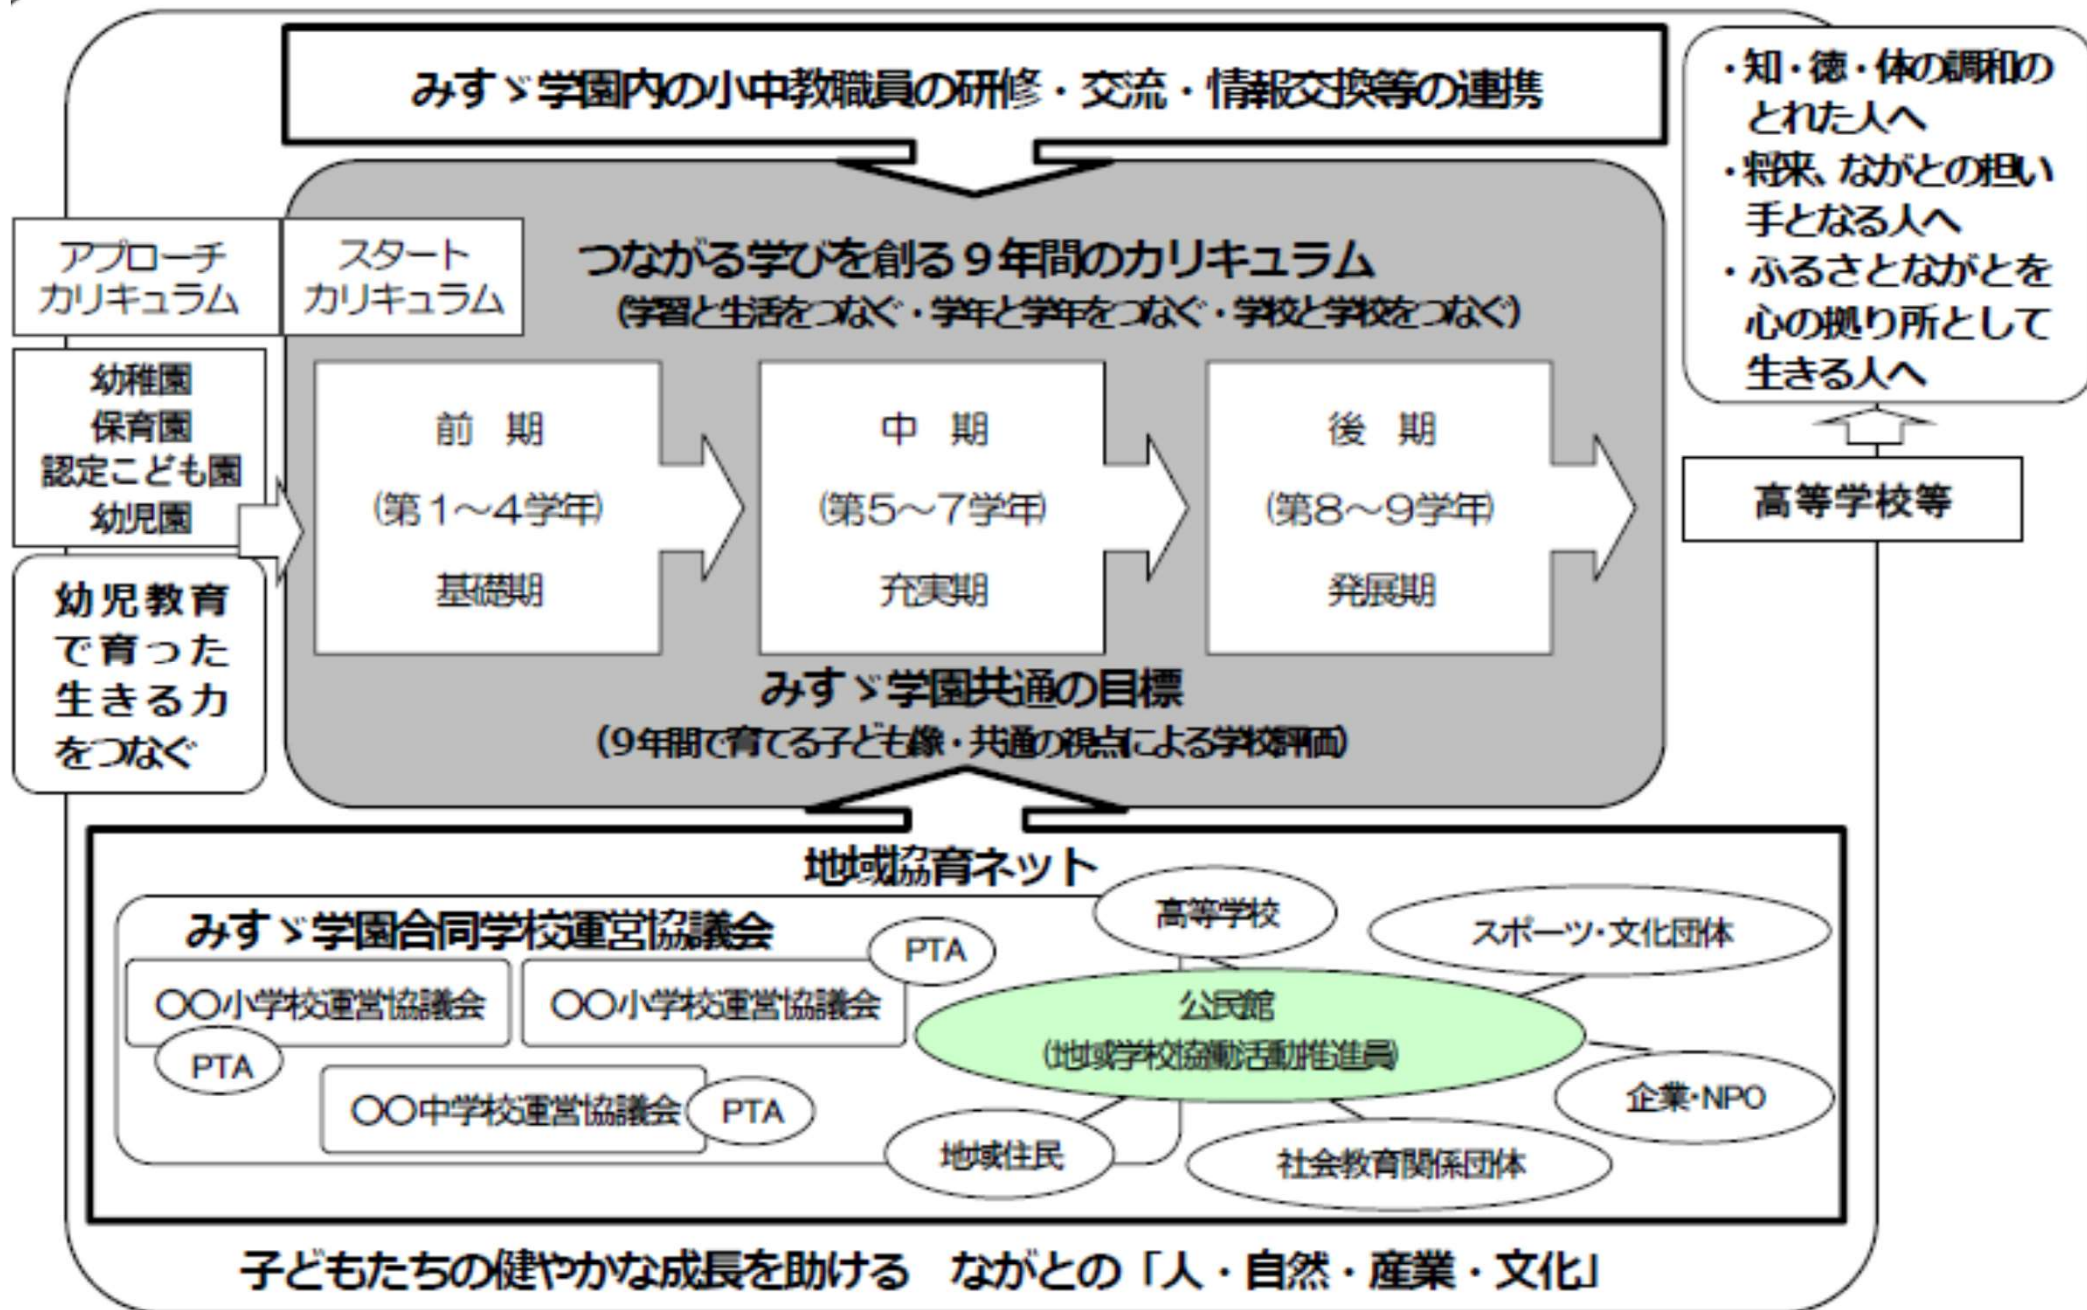 みすゞ学園内の小中教職員の研修・交流・情報交換等の連携
・知・徳・体の調和の
とれた人へ
・将来、ながとの担い
手となる人へ
・ふるさとながとを
心の拠り所として
生きる人へ
アプローチ
カリキュラム
スタート
カリキュラム
つながる学びを創る9年間のカリキュラム
(学習と生活をつなぐ・学年と学年をつなぐ・学校と学校をつなぐ)
幼稚園
保育園
認定こども園
幼児園
前 期
(第1～4学年)
基礎期
中 期
(第5～7学年)
充実期
後 期
(第8～9学年)
発展期
高等学校等
幼児教育
で育った
生きる力
をつなぐ
みすゞ学園共通の目標
(9年間で育てる子ども像・共通の視点による学校評価)
地域協育ネット
みすゞ学園合同学校運営協議会
PTA
高等学校
スポーツ・文化団体
〇〇小学校運営協議会
〇〇小学校運営協議会
公民館
(地域学校協働活動推進員)
PTA
〇〇中学校運営協議会
PTA
企業・NPO
地域住民
社会教育関係団体
子どもたちの健やかな成長を助ける ながとの「人・自然・産業・文化」